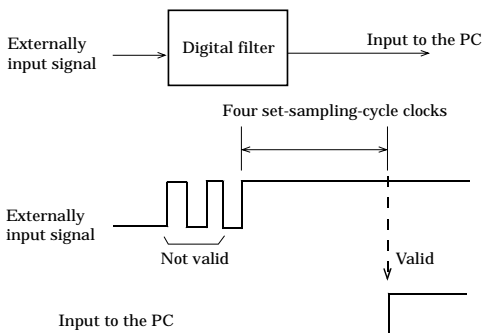 Externally
input signal
Digital filter
Input to the PC
Four set-sampling-cycle clocks
Externally
input signal
Not valid
Valid
Input to the PC